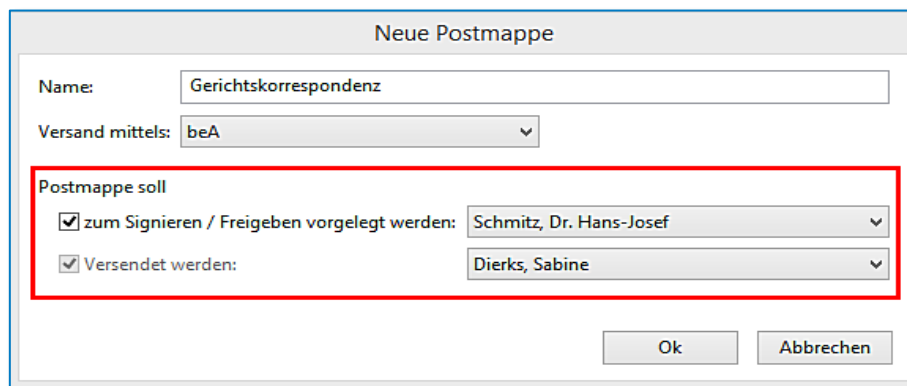 Neue Postmappe
Name: Gerichtskorrespondenz
Versand mittels: beA
Postmappe soll
zum Signieren / Freigeben vorgelegt werden: Schmitz, Dr. Hans-Josef
Versendet werden: Dierks, Sabine
Ok Abbrechen